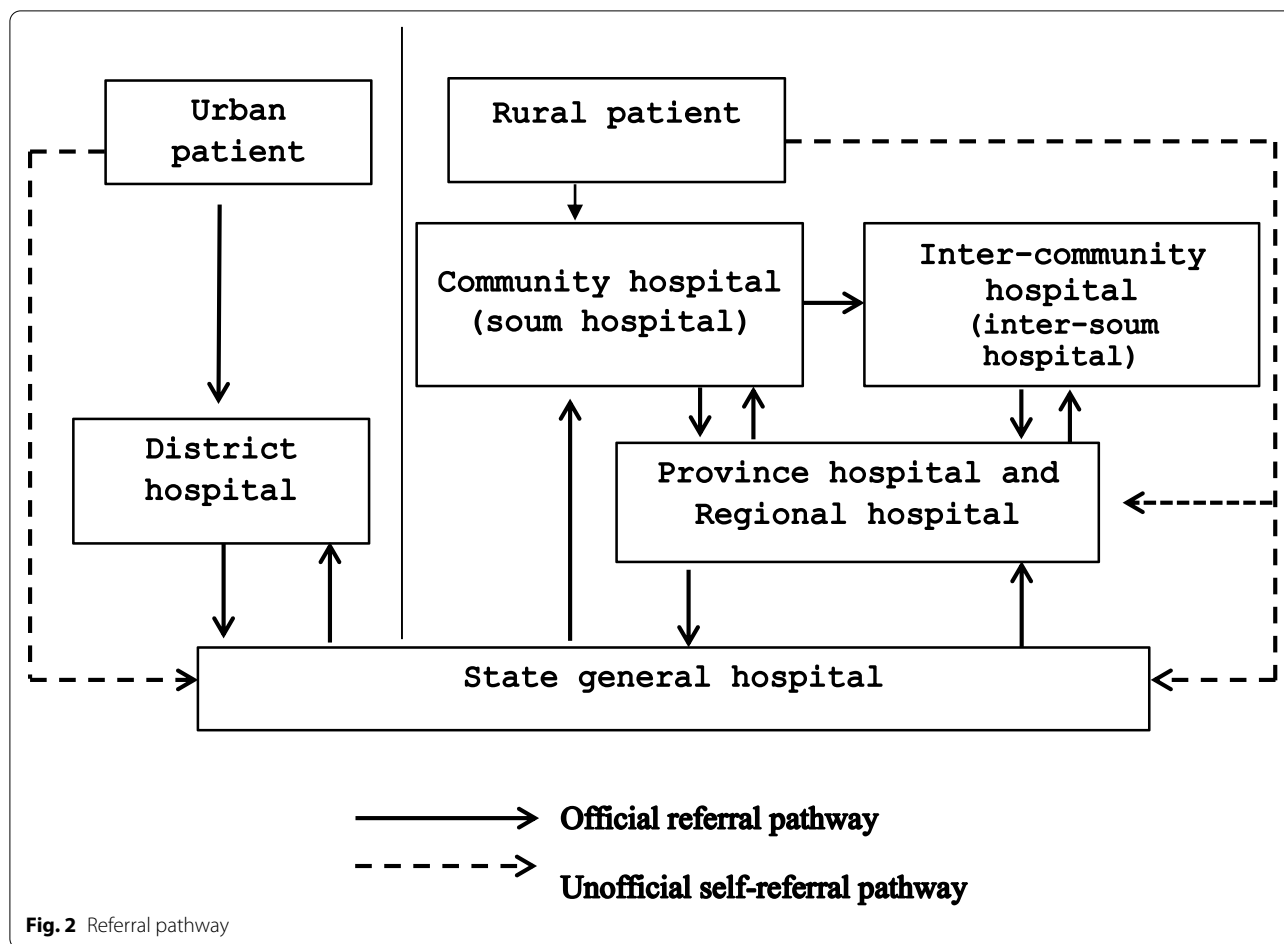 Urban
patient
Rural patient
Community hospital
(soum hospital)
Inter-community
hospital
(inter-soum
hospital)
District
hospital
Province hospital and
Regional hospital
State general hospital
Official referral pathway
Unofficial self-referral pathway
Fig. 2 Referral pathway